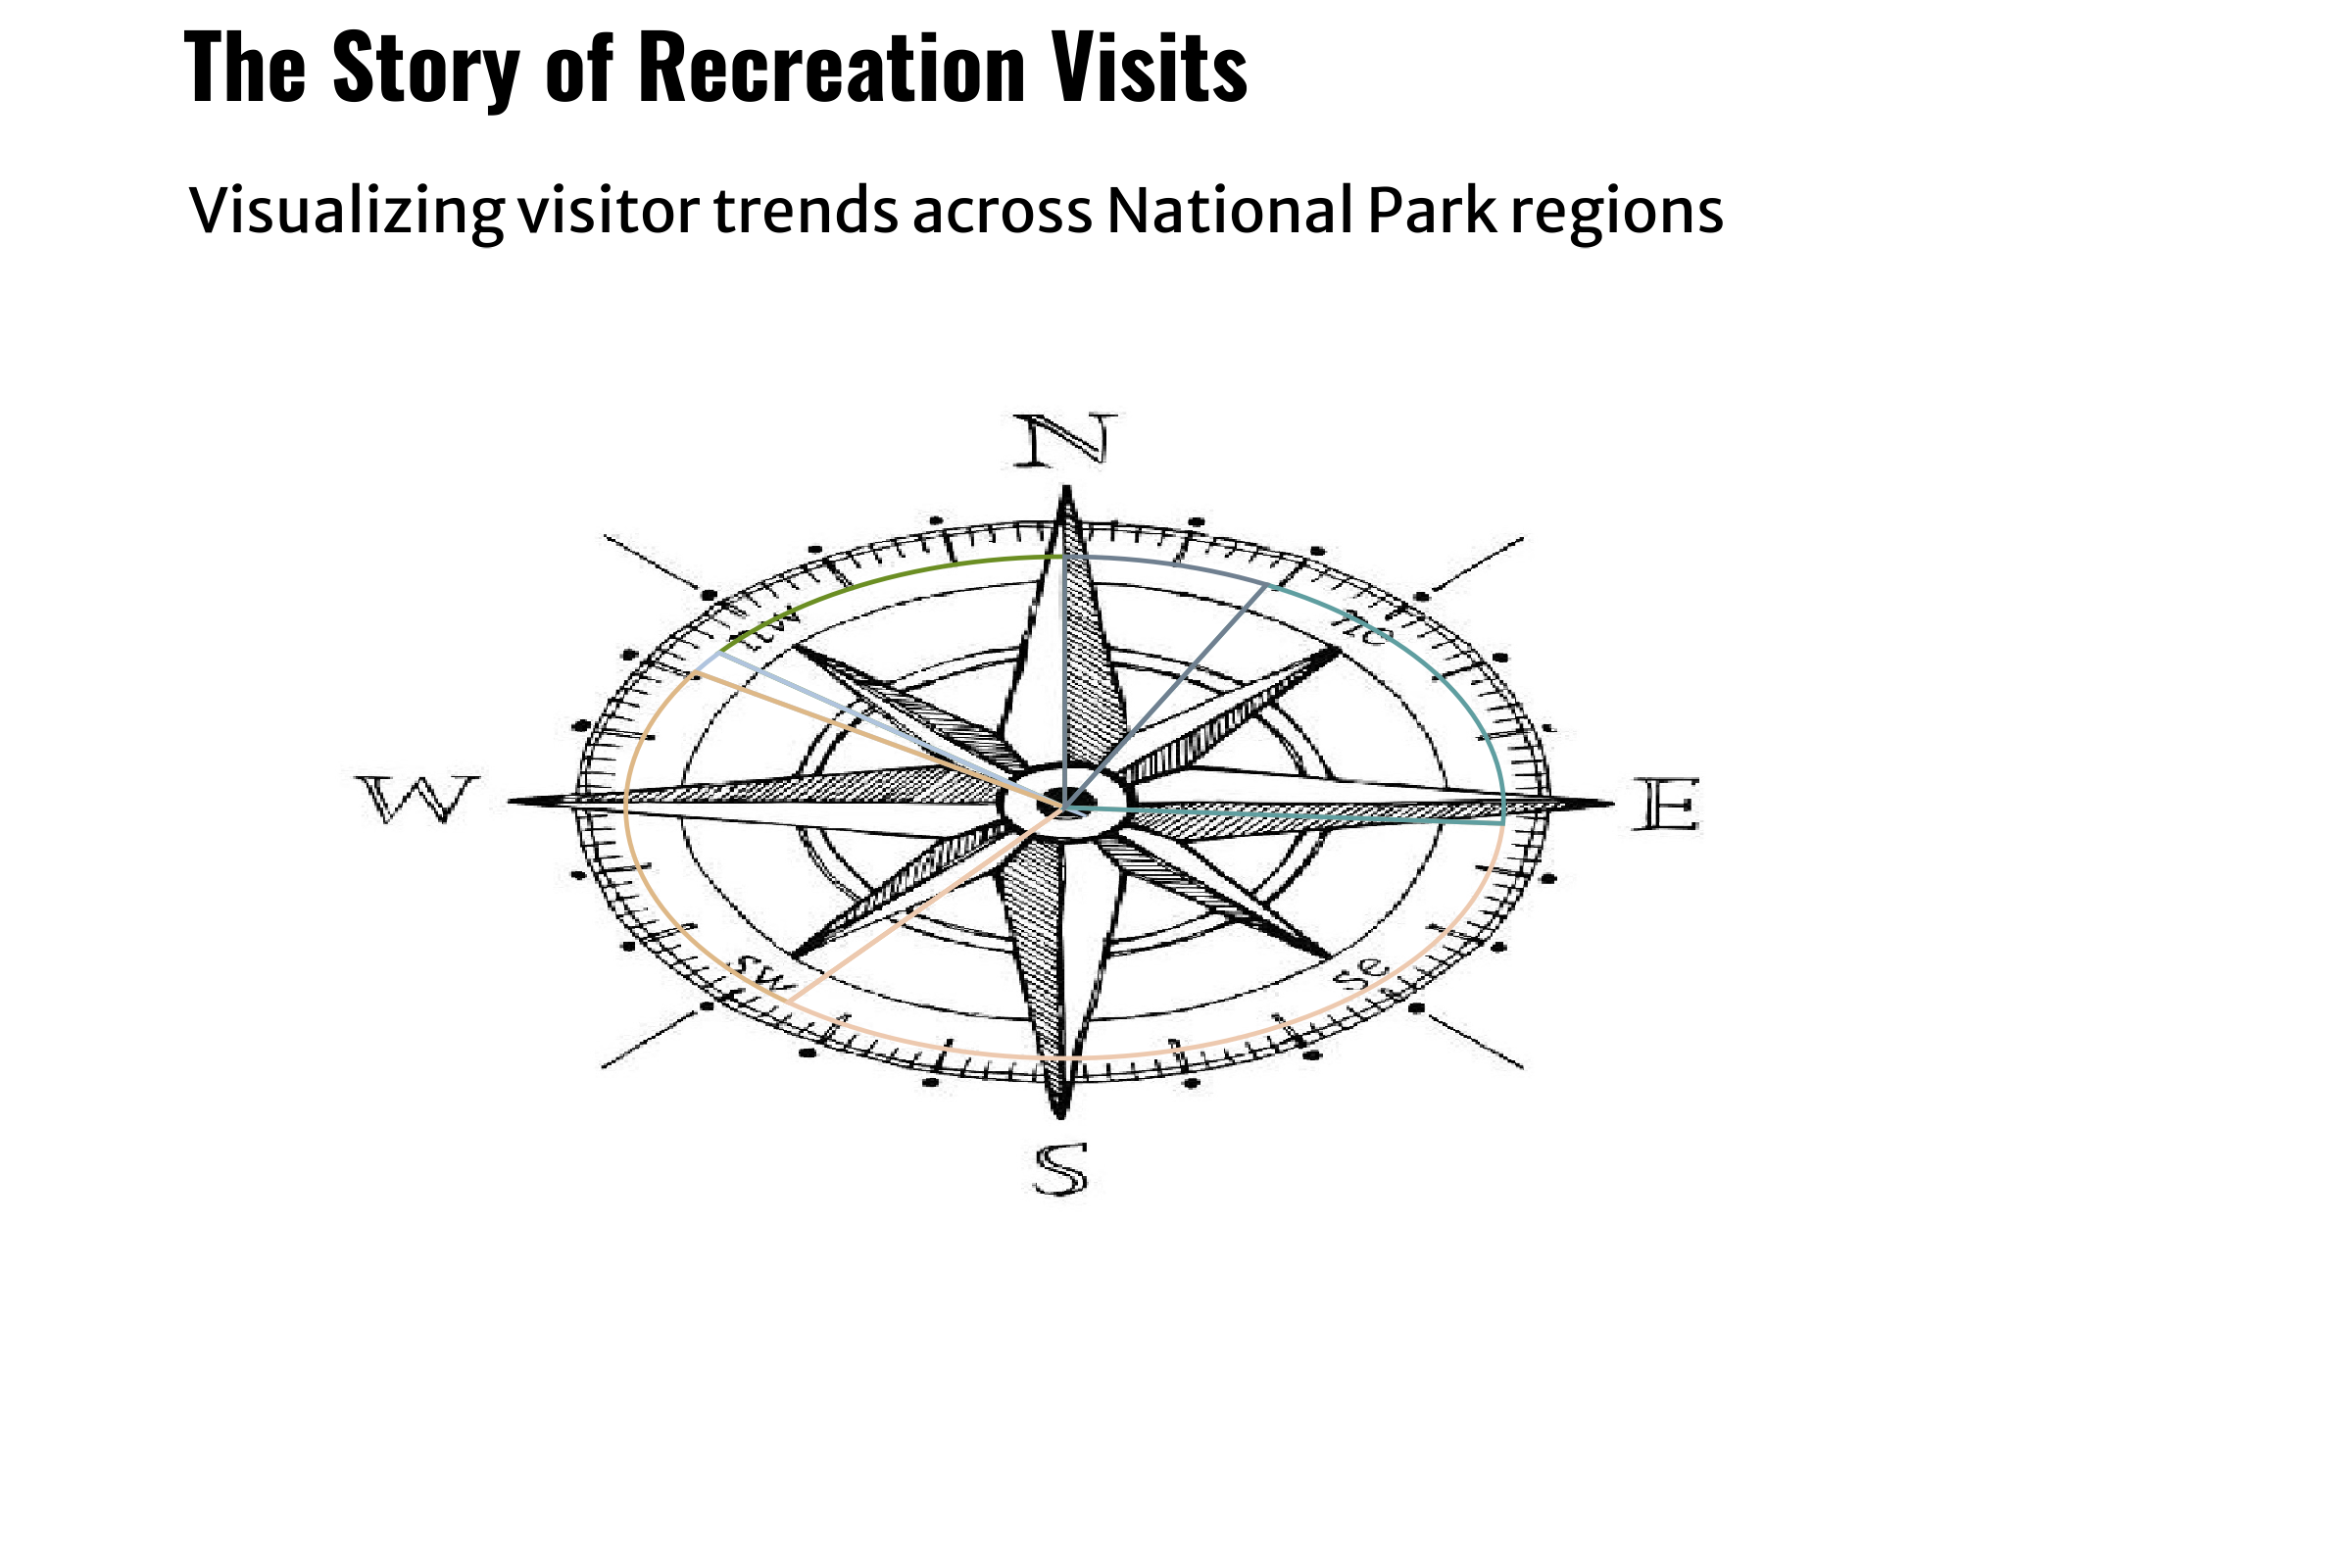 The Story of Recreation Visits
Visualizing visitor trends across National Park regions
N
nw
ne
W
E
sw
se
S